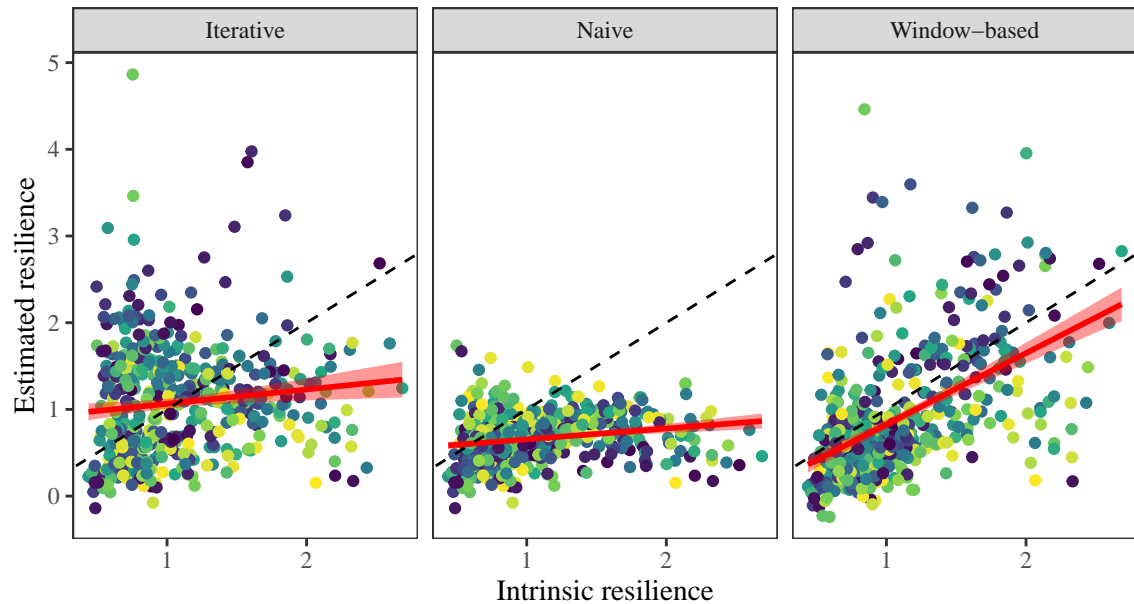 Iterative Naive Window−based
Estimated resilience
5
4
3
2
1
0
1 2 1 2 1 2
Intrinsic resilience